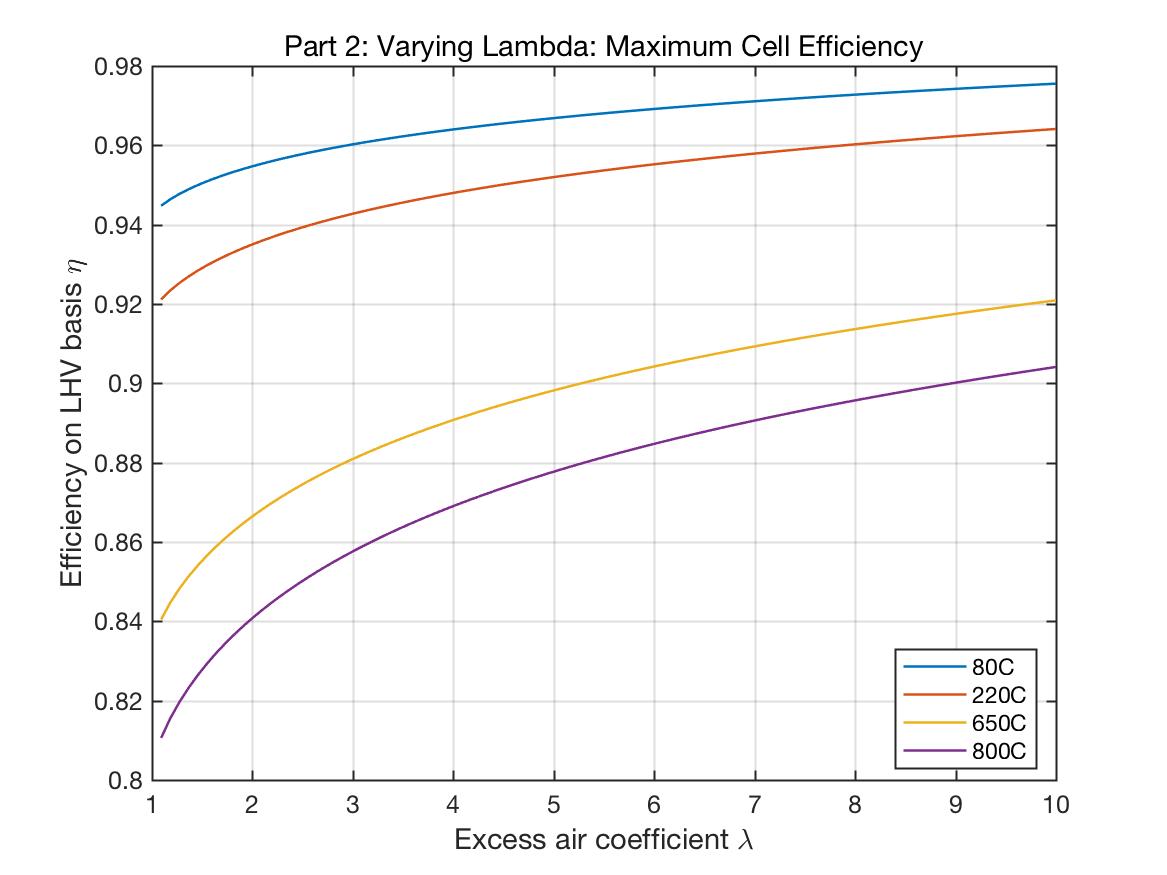 Part 2: Varying Lambda: Maximum Cell Efficiency
0.98
0.96
0.94
0.92
0.9
0.88
0.86
0.84
0.82
0.8
Efficiency on LHV basis η
1 2 3 4 5 6 7 8 9 10
Excess air coefficient λ
80C
220C
650C
800C